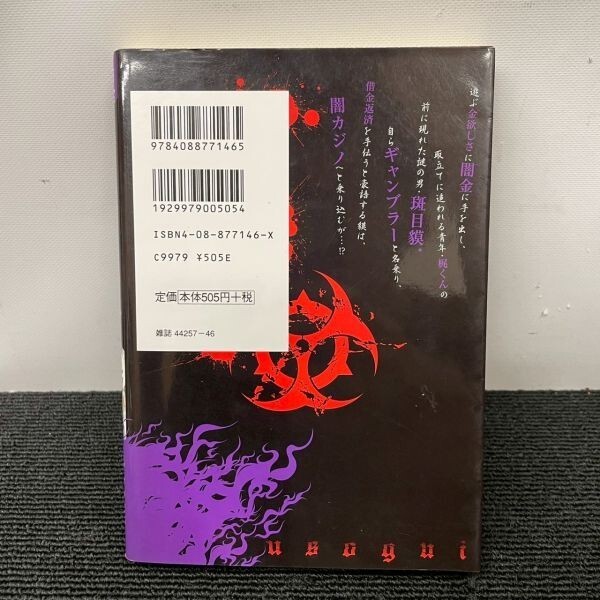 遊ぶ金欲しさに闇金に手を出し、
取立てに追われる青年・梶くんの
前に現れた謎の男・斑目貘。
自らギャンブラーと名乗り、
借金返済を手伝うと豪語する貘は、
闇カジノへと乗り込むが…!?
9784088771465
1929979005054
ISBN4-08-877146-X
C9979 ¥505E
定価 本体505円+税
雑誌 44257-46
usogui